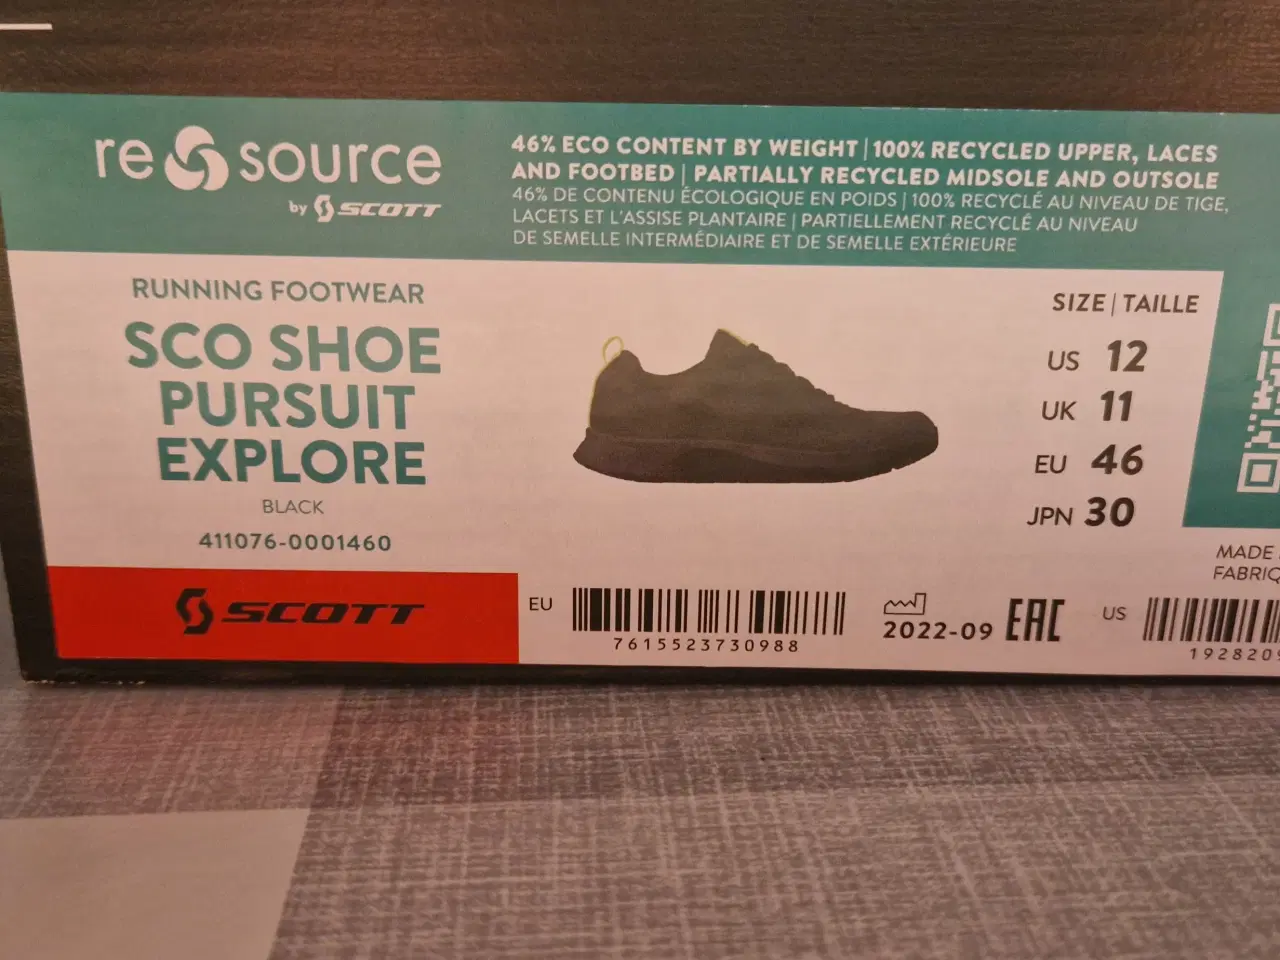 re source
by SCOTT
46% ECO CONTENT BY WEIGHT | 100% RECYCLED UPPER, LACES
AND FOOTBED | PARTIALLY RECYCLED MIDSOLE AND OUTSOLE
46% DE CONTENU ÉCOLOGIQUE EN POIDS | 100% RECYCLÉ AU NIVEAU DE TIGE,
LACETS ET L'ASSISE PLANTAIRE | PARTIELLEMENT RECYCLÉ AU NIVEAU
DE SEMELLE INTERMÉDIAIRE ET DE SEMELLE EXTÉRIEURE
RUNNING FOOTWEAR
SCO SHOE
PURSUIT
EXPLORE
BLACK
411076-0001460
SIZE | TAILLE
US 12
UK 11
EU 46
JPN 30
MADE
FABRIQ
SCOTT
EU
7615523730988
2022-09
EAC
US
1928209